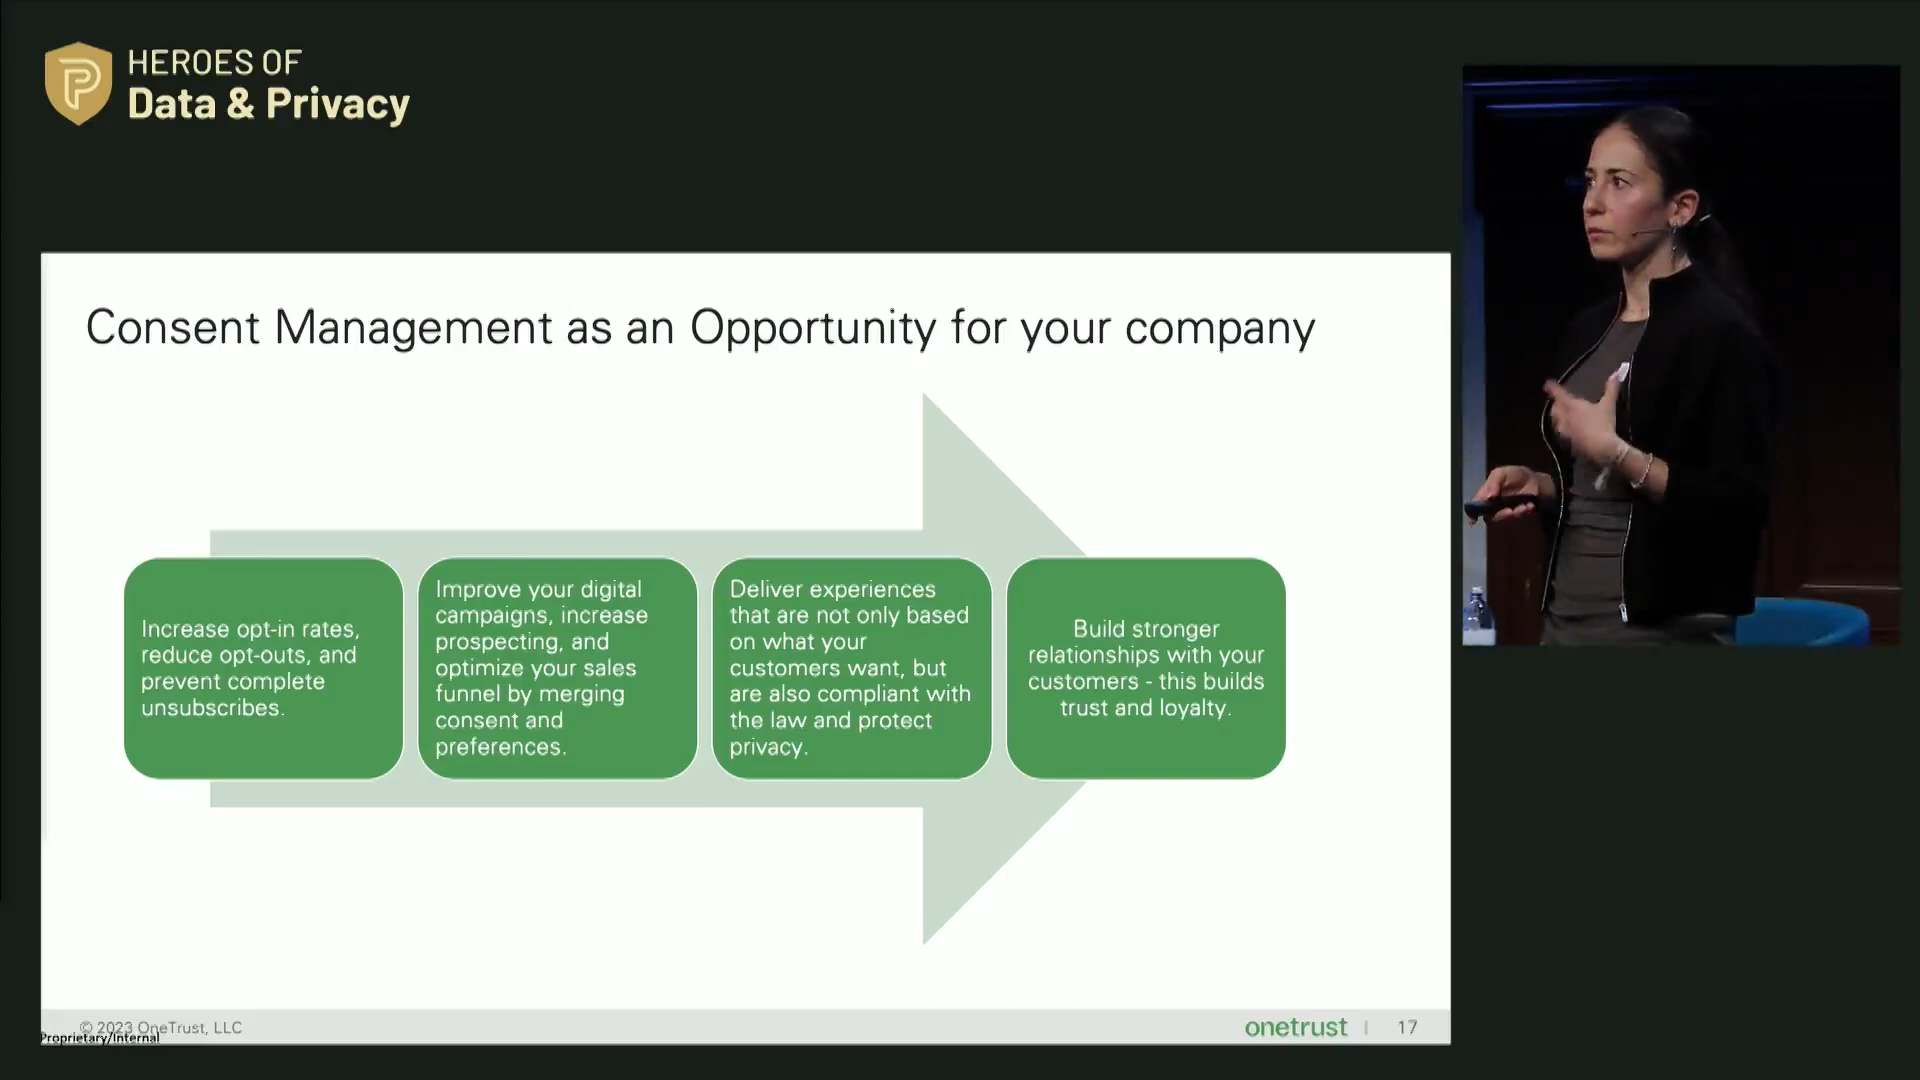 HEROES OF
Data & Privacy
Consent Management as an Opportunity for your company
Increase opt-in rates,
reduce opt-outs, and
prevent complete
unsubscribes.
Improve your digital
campaigns, increase
prospecting, and
optimize your sales
funnel by merging
consent and
preferences.
Deliver experiences
that are not only based
on what your
customers want, but
are also compliant with
the law and protect
privacy.
Build stronger
relationships with your
customers - this builds
trust and loyalty.
© 2023 OneTrust, LLC
Proprietary/Internal
onetrust | 17